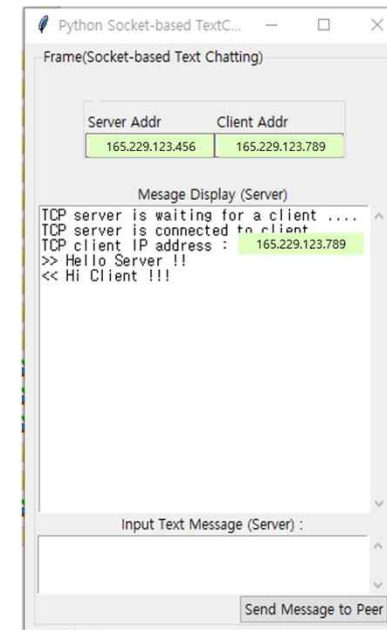 Python Socket-based TextC...
Frame(Socket-based Text Chatting)
Server Addr Client Addr
165.229.123.456 165.229.123.789
Mesage Display (Server)
TCP server is waiting for a client ....
TCP server is connected to client
TCP client IP address : 165.229.123.789
>> Hello Server !!
<< Hi Client !!!
Input Text Message (Server) :
Send Message to Peer